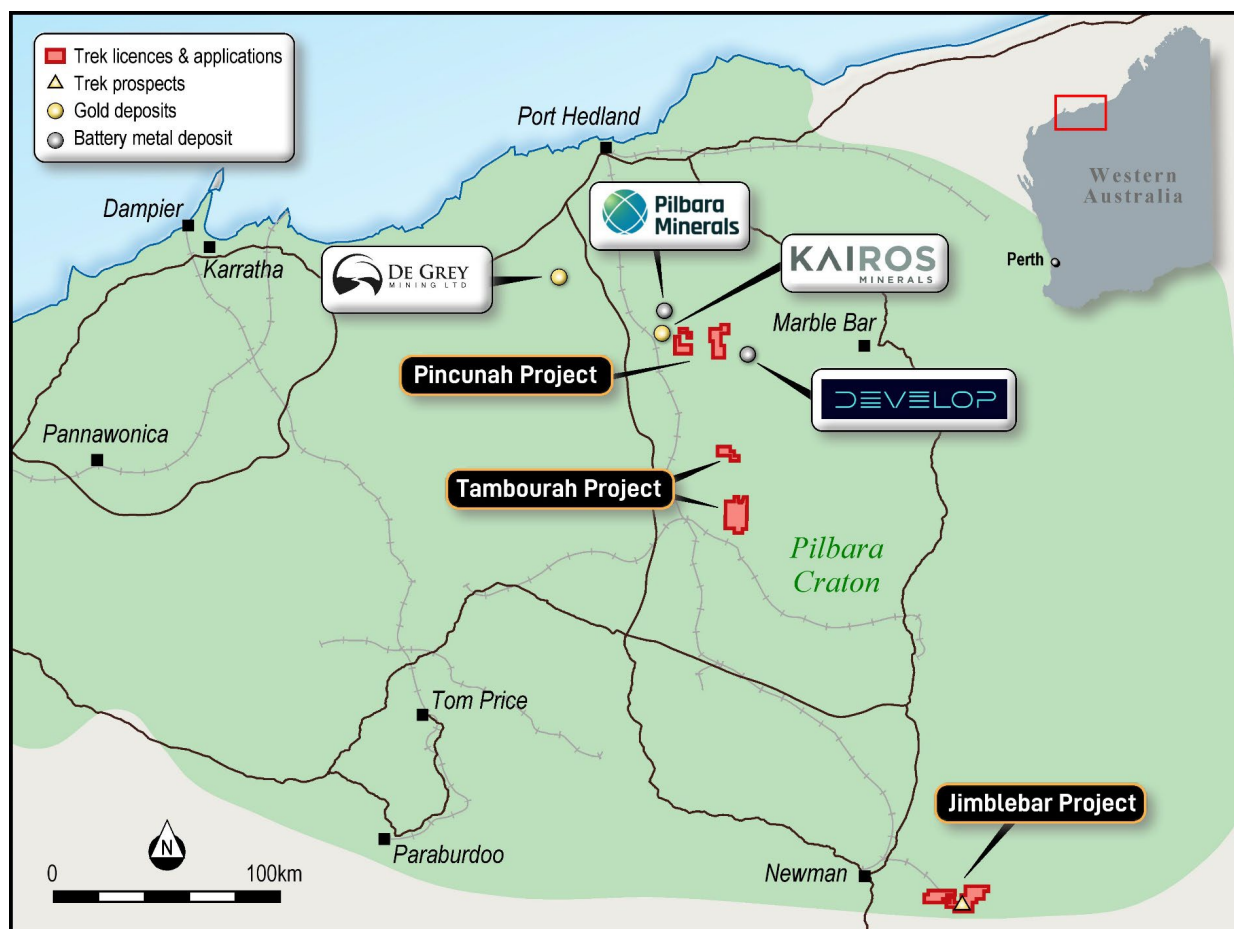 Trek licences & applications
Trek prospects
Gold deposits
Battery metal deposit
Port Hedland
Western
Australia
Perth
Dampier
Karratha
Pilbara
Minerals
DE GREY
MINING LTD
KAIROS
MINERALS
Marble Bar
Pincunah Project
DEVELOP
Pannawonica
Tambourah Project
Pilbara
Craton
Tom Price
Jimblebar Project
N
0
100km
Paraburdoo
Newman